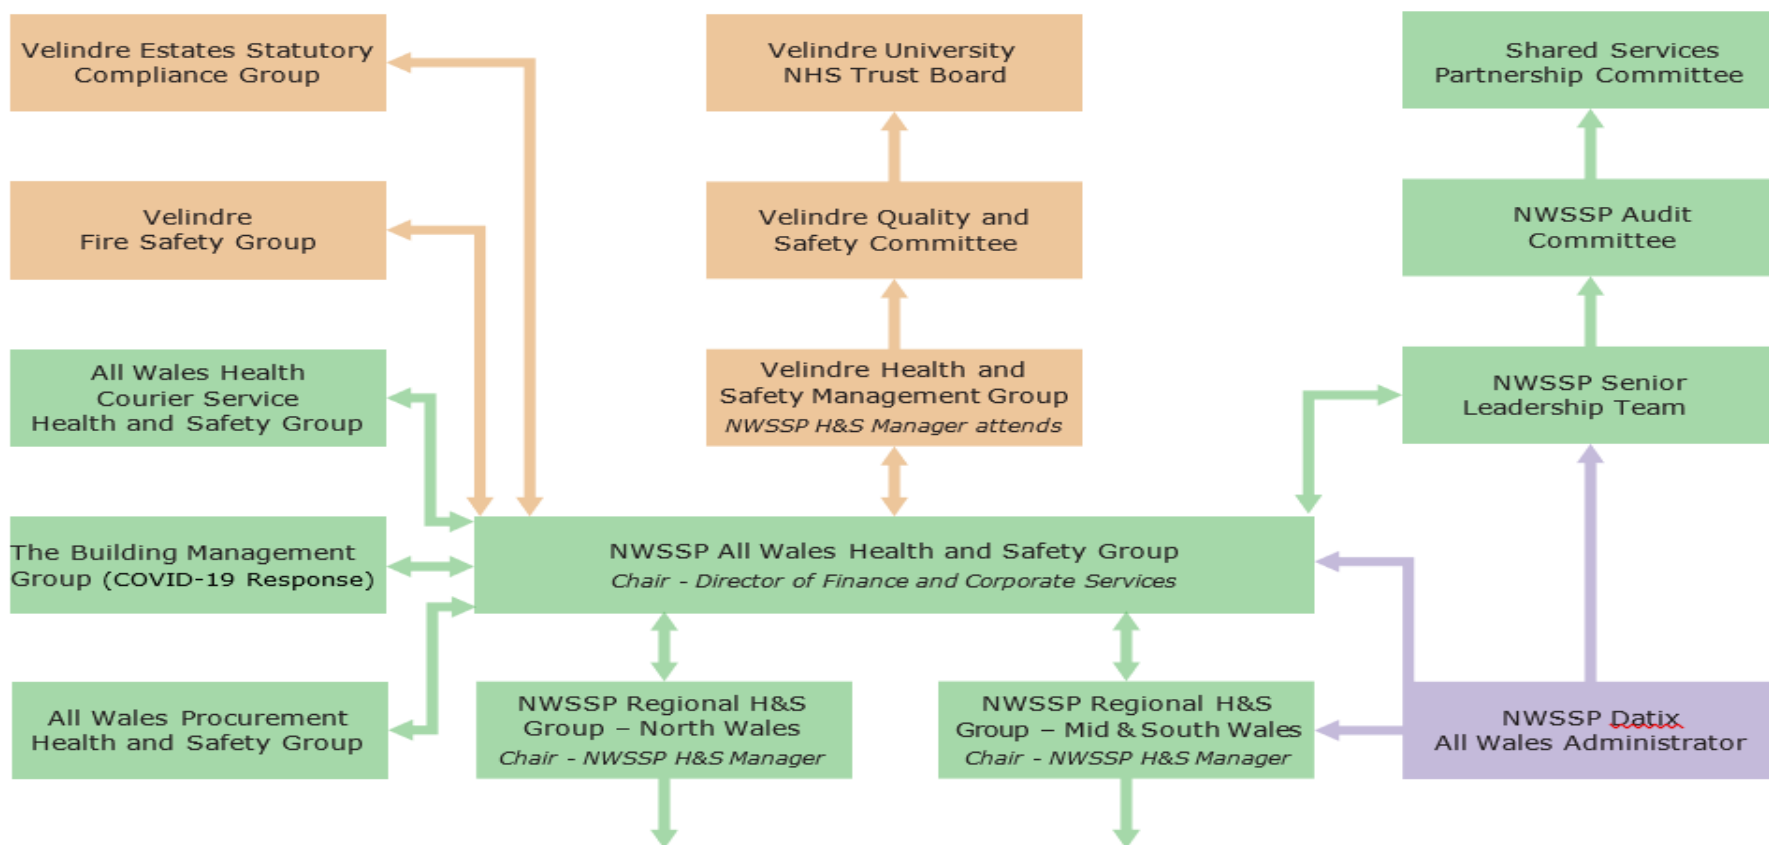 Velindre Estates Statutory
Compliance Group
Velindre University
NHS Trust Board
Shared Services
Partnership Committee
Velindre
Fire Safety Group
Velindre Quality and
Safety Committee
NWSSP Audit
Committee
All Wales Health
Courier Service
Health and Safety Group
Velindre Health and
Safety Management Group
NWSSP H&S Manager attends
NWSSP Senior
Leadership Team
The Building Management
Group (COVID-19 Response)
NWSSP All Wales Health and Safety Group
Chair - Director of Finance and Corporate Services
All Wales Procurement
Health and Safety Group
NWSSP Regional H&S
Group – North Wales
Chair - NWSSP H&S Manager
NWSSP Regional H&S
Group – Mid & South Wales
Chair - NWSSP H&S Manager
NWSSP Datix
All Wales Administrator